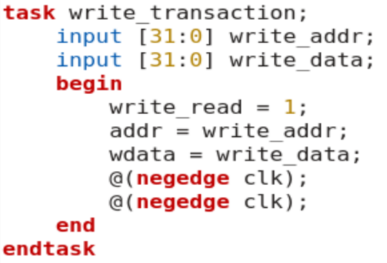 task write_transaction;
    input [31:0] write_addr;
    input [31:0] write_data;
    begin
        write_read = 1;
        addr = write_addr;
        wdata = write_data;
        @(negedge clk);
        @(negedge clk);
    end
endtask